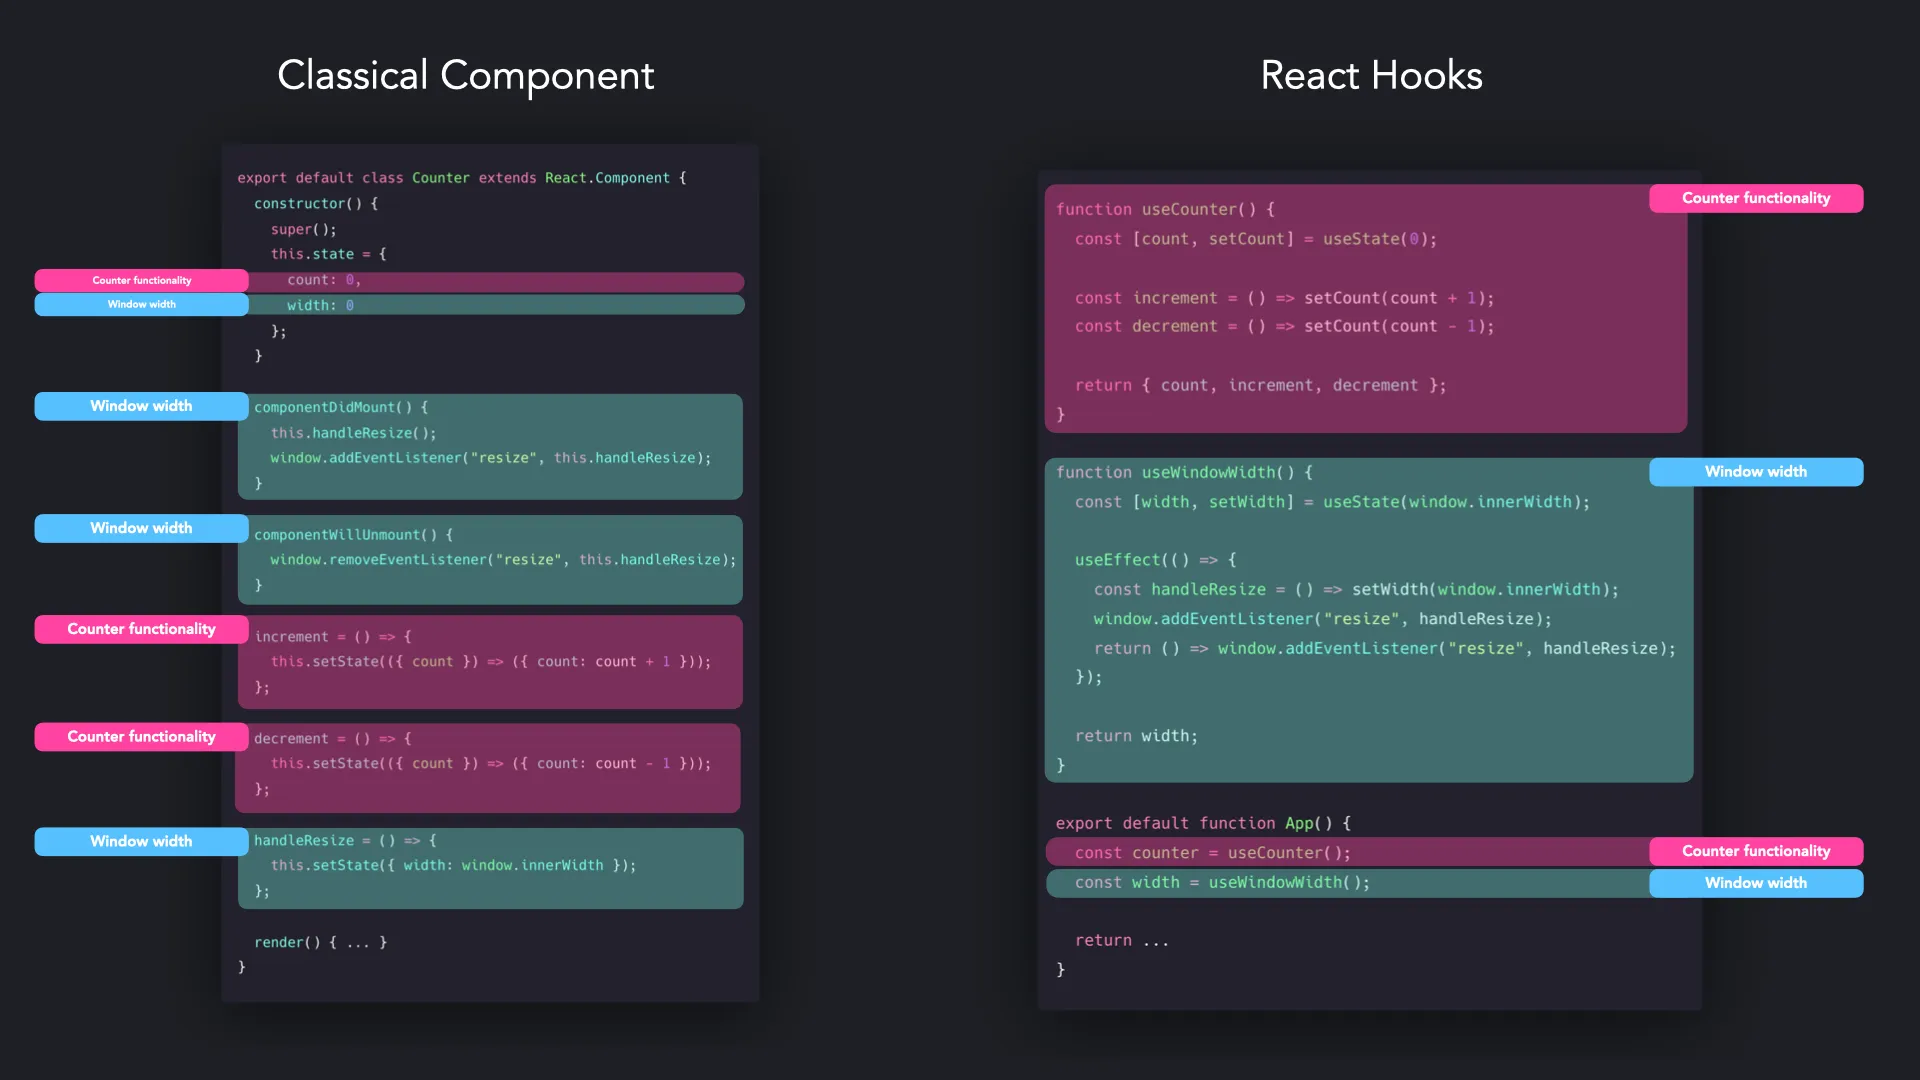 Classical Component
export default class Counter extends React.Component {
constructor() {
super();
this.state = {
Counter functionality
count: 0,
Window width
width: 0
};
}
Window width
componentDidMount() {
this.handleResize();
window.addEventListener("resize", this.handleResize);
}
Window width
componentWillUnmount() {
window.removeEventListener("resize", this.handleResize);
}
Counter functionality
increment = () => {
this.setState(({ count }) => ({ count: count + 1 }));
};
Counter functionality
decrement = () => {
this.setState(({ count }) => ({ count: count - 1 }));
};
Window width
handleResize = () => {
this.setState({ width: window.innerWidth });
};
render() { ... }
}
React Hooks
Counter functionality
function useCounter() {
const [count, setCount] = useState(0);
const increment = () => setCount(count + 1);
const decrement = () => setCount(count - 1);
return { count, increment, decrement };
}
Window width
function useWindowWidth() {
const [width, setWidth] = useState(window.innerWidth);
useEffect(() => {
const handleResize = () => setWidth(window.innerWidth);
window.addEventListener("resize", handleResize);
return () => window.addEventListener("resize", handleResize);
});
return width;
}
export default function App() {
const counter = useCounter();
Counter functionality
const width = useWindowWidth();
Window width
return ...
}